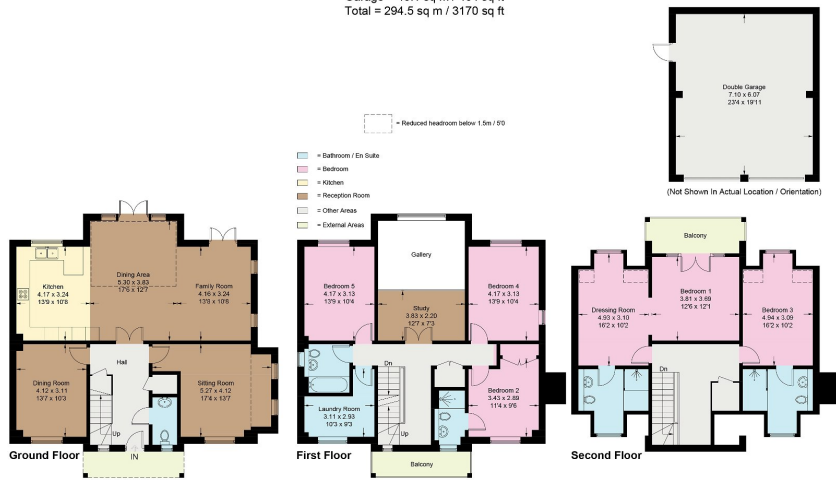 Total = 294.5 sq m / 3170 sq ft
Double Garage
7.10 x 6.07
23'4 x 19'11
(Not Shown In Actual Location / Orientation)
= Reduced headroom below 1.5m / 5'0
= Bathroom / En Suite
= Bedroom
= Kitchen
= Reception Room
= Other Areas
= External Areas
Kitchen
4.17 x 3.24
13'9 x 10'8
Dining Area
5.30 x 3.83
17'6 x 12'7
Family Room
4.16 x 3.24
13'8 x 10'8
Dining Room
4.12 x 3.11
13'7 x 10'3
Hall
Sitting Room
5.27 x 4.12
17'4 x 13'7
Up
IN
Ground Floor
Gallery
Bedroom 5
4.17 x 3.13
13'9 x 10'4
Bedroom 4
4.17 x 3.13
13'9 x 10'4
Study
3.83 x 2.20
12'7 x 7'3
Dn
Bedroom 2
3.43 x 2.89
11'4 x 9'6
Laundry Room
3.11 x 2.93
10'3 x 9'3
Up
Balcony
First Floor
Balcony
Dressing Room
4.93 x 3.10
16'2 x 10'2
Bedroom 1
3.81 x 3.69
12'6 x 12'1
Bedroom 3
4.94 x 3.09
16'2 x 10'2
Dn
Second Floor